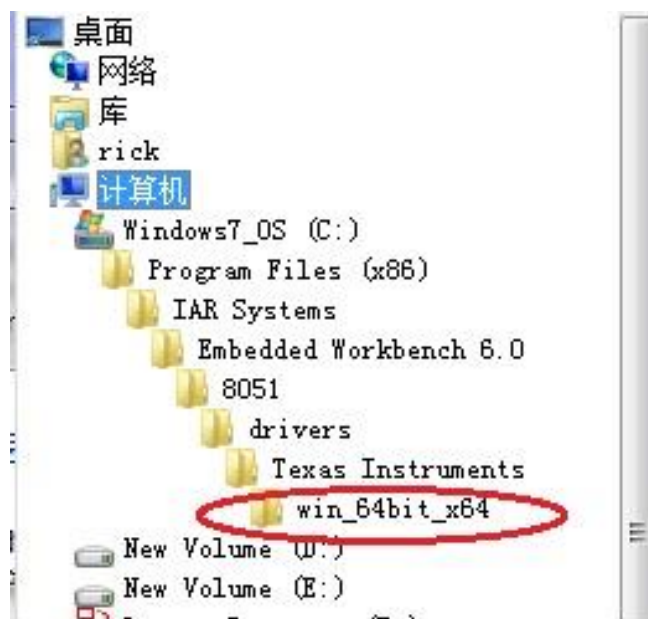 桌面
网络
库
rick
计算机
Windows7_OS (C:)
Program Files (x86)
IAR Systems
Embedded Workbench 6.0
8051
drivers
Texas Instruments
win_64bit_x64
New Volume (D:)
New Volume (E:)